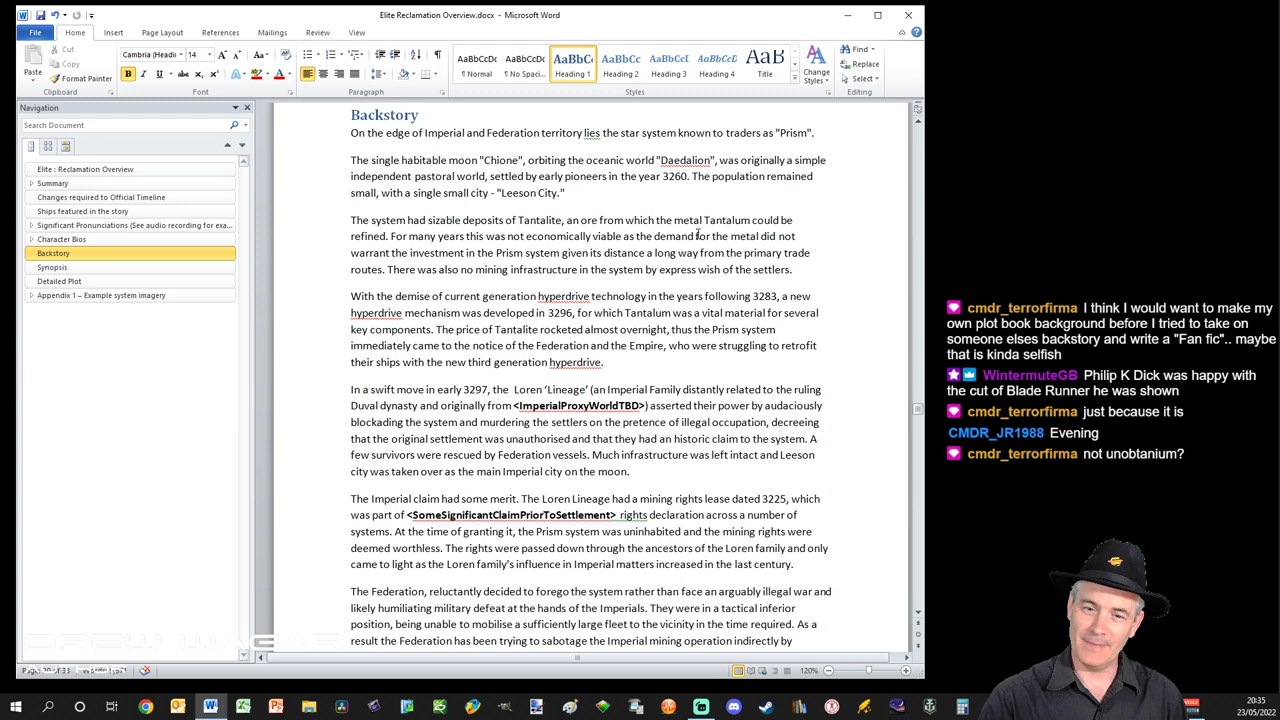 Elite Reclamation Overview.docx - Microsoft Word
File
Home
Insert
Page Layout
References
Mailings
Review
View
Paste
Cut
Copy
Format Painter
Clipboard
Cambria (Headin
14
Font
Paragraph
AaBbCcDc
¶ Normal
AaBbCcDc
¶ No Spaci...
AaBbC
Heading 1
AaBbCc
Heading 2
AaBbCcI
Heading 3
AaBbCcI
Heading 4
AaB
Title
Change
Styles
Styles
Find
Replace
Select
Editing
Navigation
Search Document
Elite : Reclamation Overview
Summary
Changes required to Official Timeline
Ships featured in the story
Significant Pronunciations (See audio recording for exa...
Character Bios
Backstory
Synopsis
Detailed Plot
Appendix 1 – Example system imagery
Backstory
On the edge of Imperial and Federation territory lies the star system known to traders as "Prism".
The single habitable moon "Chione", orbiting the oceanic world "Daedalion", was originally a simple
independent pastoral world, settled by early pioneers in the year 3260. The population remained
small, with a single small city - "Leeson City."
The system had sizable deposits of Tantalite, an ore from which the metal Tantalum could be
refined. For many years this was not economically viable as the demand for the metal did not
warrant the investment in the Prism system given its distance a long way from the primary trade
routes. There was also no mining infrastructure in the system by express wish of the settlers.
With the demise of current generation hyperdrive technology in the years following 3283, a new
hyperdrive mechanism was developed in 3296, for which Tantalum was a vital material for several
key components. The price of Tantalite rocketed almost overnight, thus the Prism system
immediately came to the notice of the Federation and the Empire, who were struggling to retrofit
their ships with the new third generation hyperdrive.
In a swift move in early 3297, the  Loren ‘Lineage’ (an Imperial Family distantly related to the ruling
Duval dynasty and originally from <ImperialProxyWorldTBD>) asserted their power by audaciously
blockading the system and murdering the settlers on the pretence of illegal occupation, decreeing
that the original settlement was unauthorised and that they had an historic claim to the system. A
few survivors were rescued by Federation vessels. Much infrastructure was left intact and Leeson
city was taken over as the main Imperial city on the moon.
The Imperial claim had some merit. The Loren Lineage had a mining rights lease dated 3225, which
was part of <SomeSignificantClaimPriorToSettlement> rights declaration across a number of
systems. At the time of granting it, the Prism system was uninhabited and the mining rights were
deemed worthless. The rights were passed down through the ancestors of the Loren family and only
came to light as the Loren family's influence in Imperial matters increased in the last century.
The Federation, reluctantly decided to forego the system rather than face an arguably illegal war and
likely humiliating military defeat at the hands of the Imperials. They were in a tactical inferior
position, being unable to mobilise a sufficiently large fleet to the vicinity in the time required. As a
result the Federation has been trying to sabotage the Imperial mining operation indirectly by
120%
cmdr_terrorfirma I think I would want to make my
own plot book background before I tried to take on
someone elses backstory and write a "Fan fic".. maybe
that is kinda selfish
WintermuteGB Philip K Dick was happy with
the cut of Blade Runner he was shown
cmdr_terrorfirma just because it is
CMDR_JR1988 Evening
cmdr_terrorfirma not unobtanium?
DREW WAGAR
20:35
23/05/2022